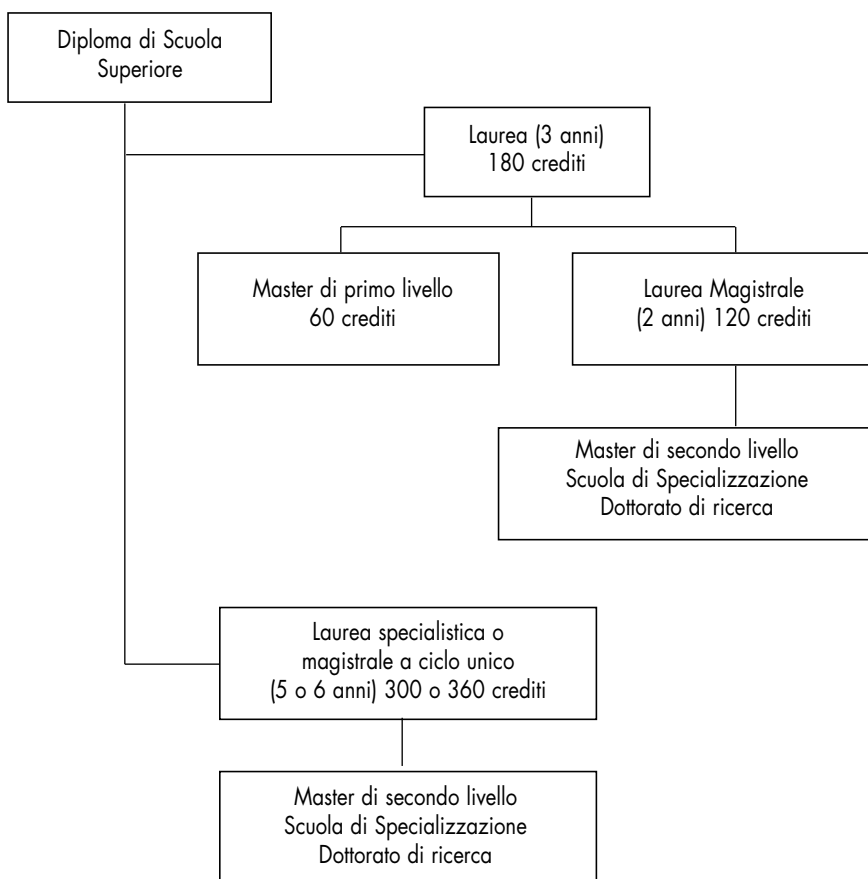 Diploma di Scuola
Superiore
Laurea (3 anni)
180 crediti
Master di primo livello
60 crediti
Laurea Magistrale
(2 anni) 120 crediti
Master di secondo livello
Scuola di Specializzazione
Dottorato di ricerca
Laurea specialistica o
magistrale a ciclo unico
(5 o 6 anni) 300 o 360 crediti
Master di secondo livello
Scuola di Specializzazione
Dottorato di ricerca